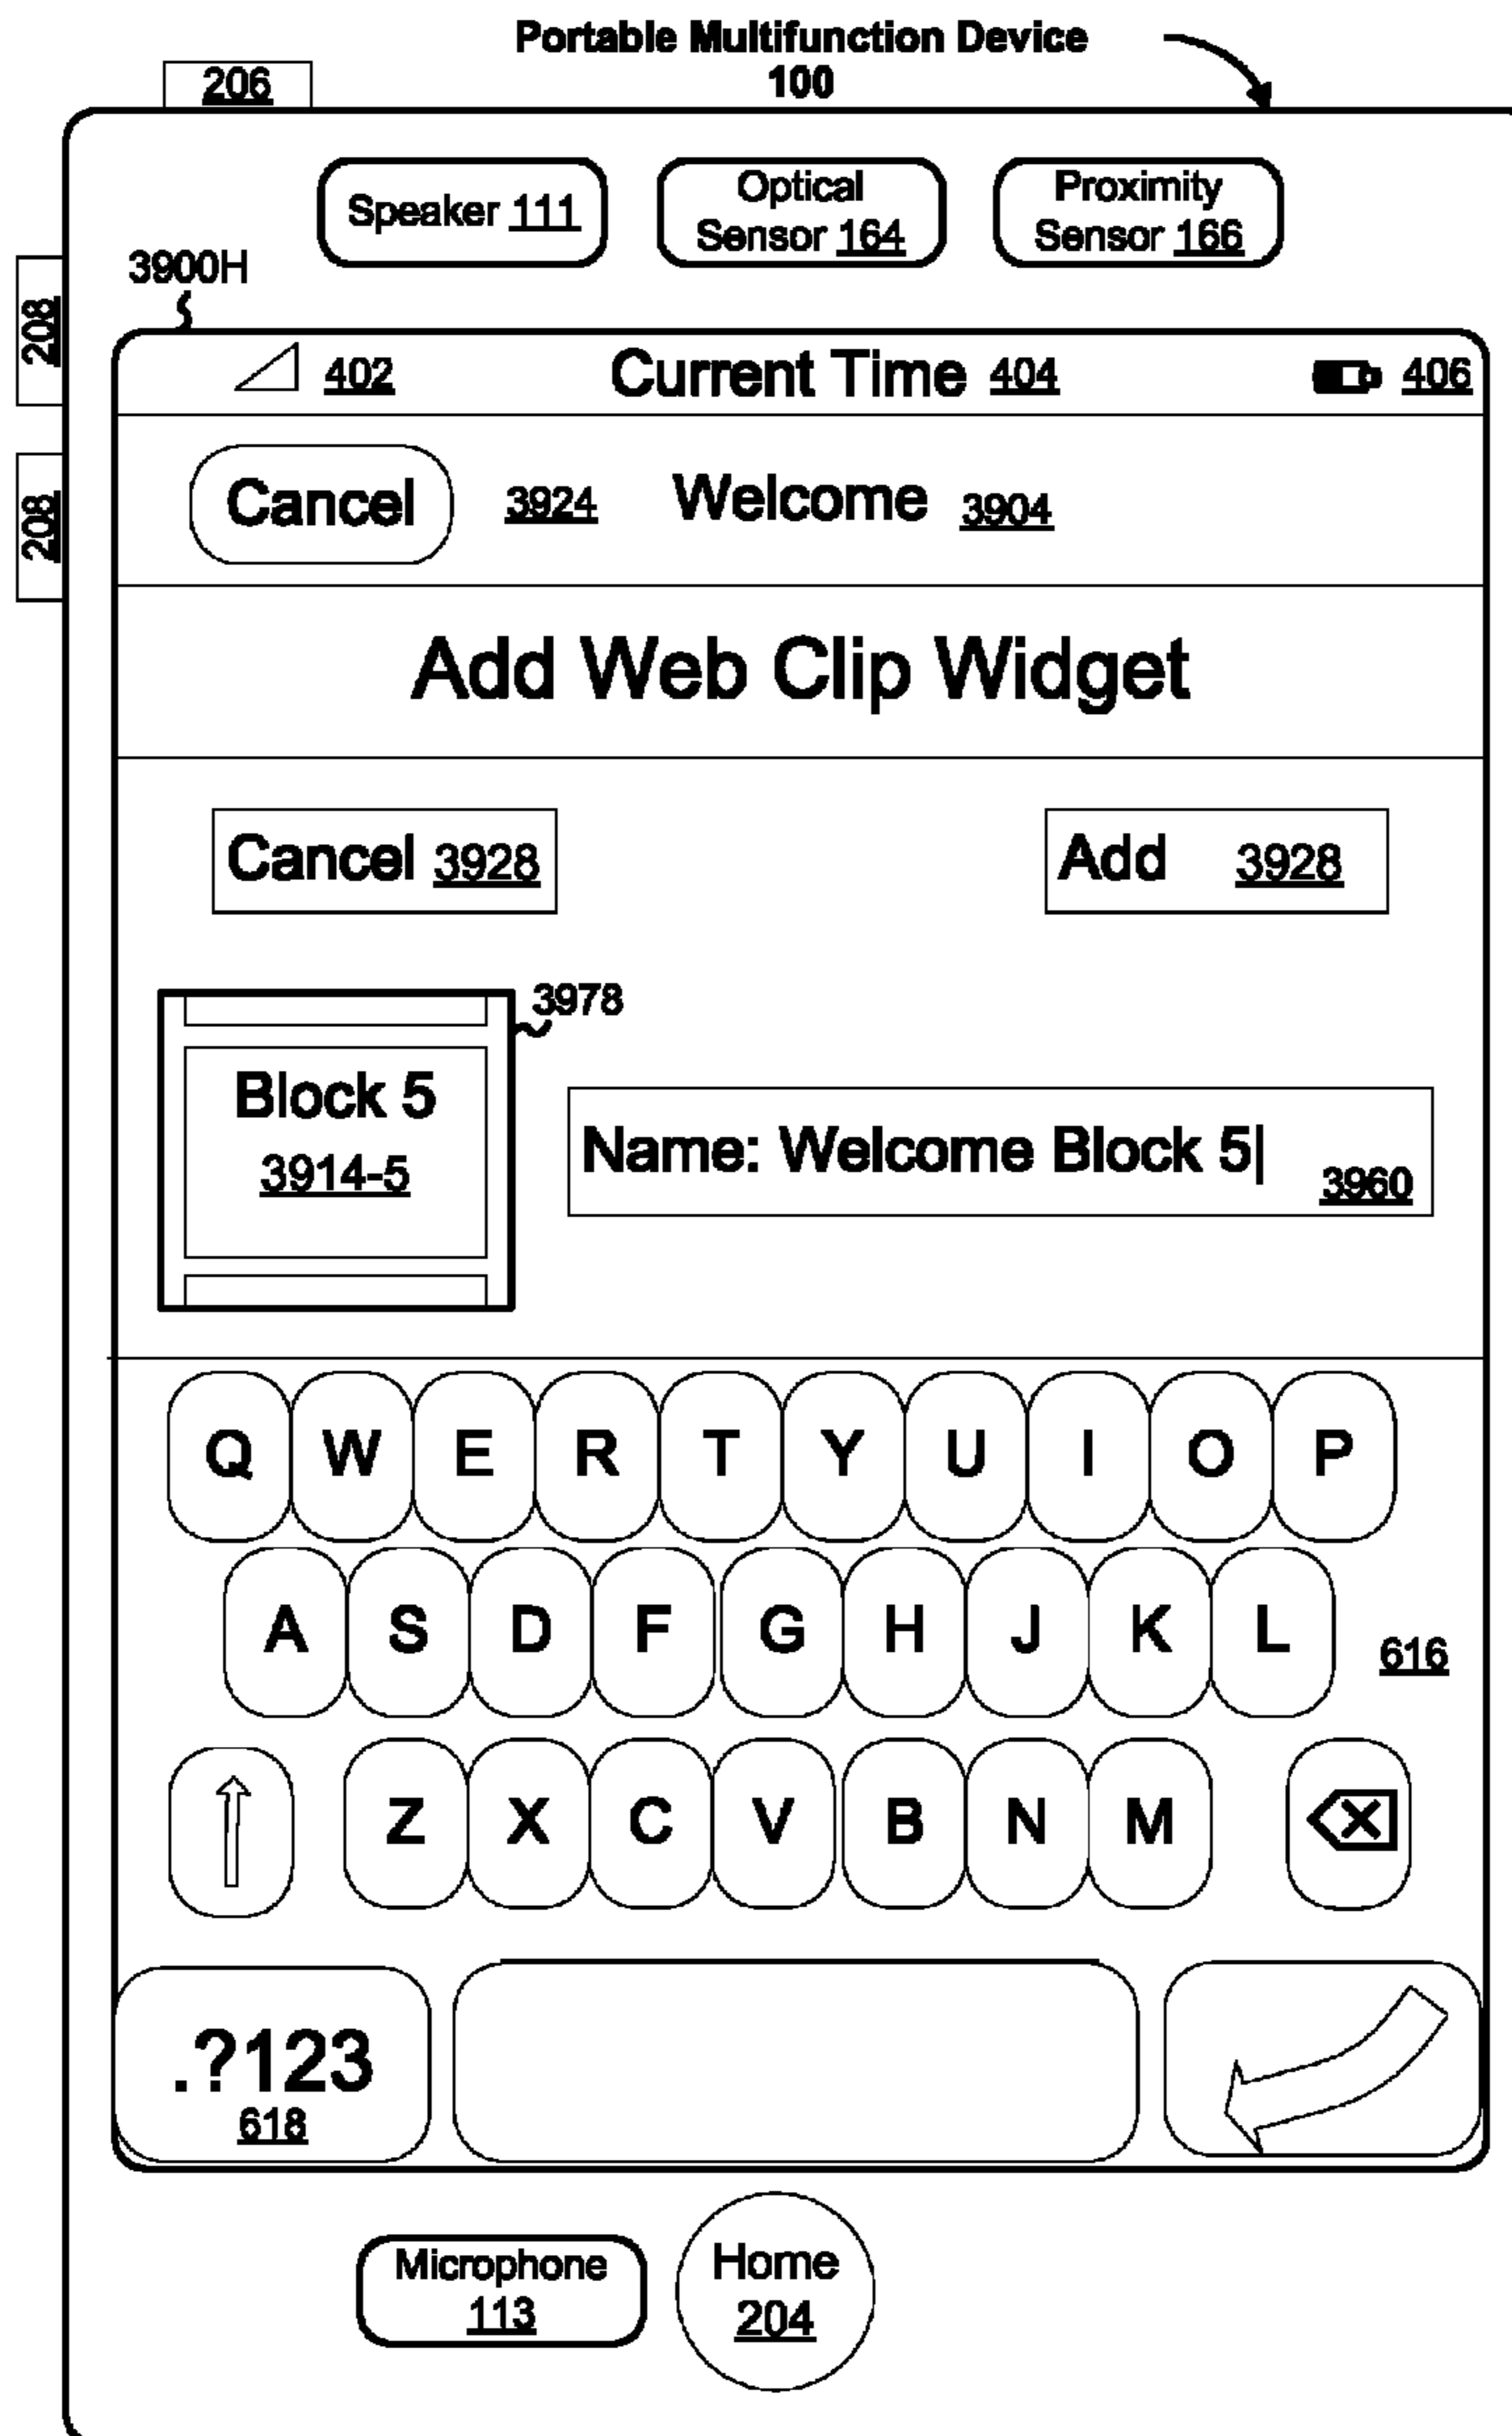 Portable Multifunction Device
100
206
Speaker 111
Optical
Sensor 164
Proximity
Sensor 166
3900H
208
208
402
Current Time 404
406
Cancel
3924
Welcome 3904
Add Web Clip Widget
Cancel 3928
Add 3928
3978
Block 5
3914-5
Name: Welcome Block 5|
3960
Q W E R T Y U I O P
A S D F G H J K L
616
Z X C V B N M
.?123
618
Microphone
113
Home
204